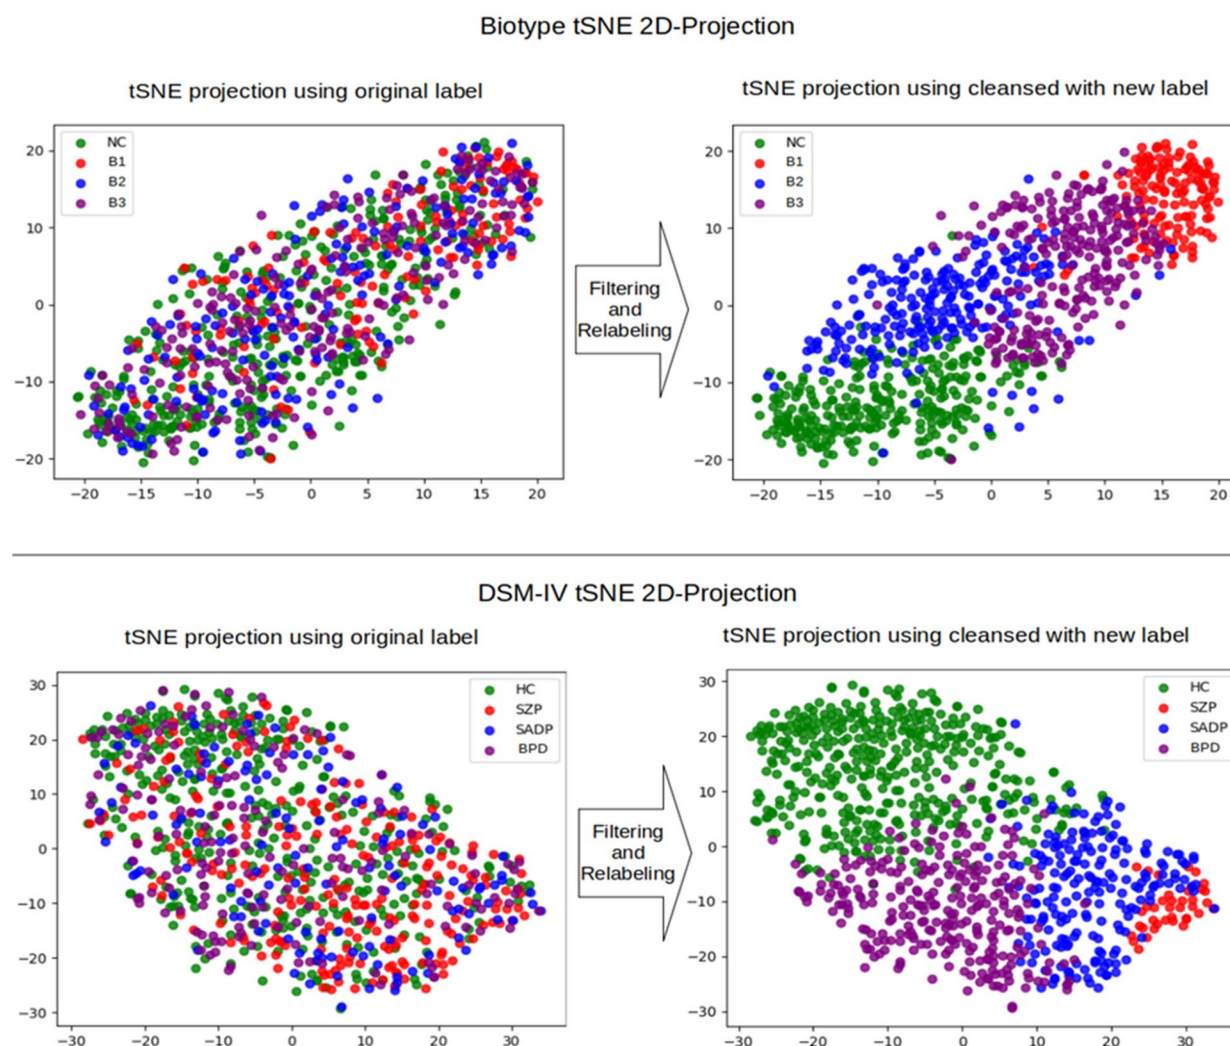 Biotype tSNE 2D-Projection
tSNE projection using original label
NC
B1
B2
B3
20
10
0
−10
−20
−20 −15 −10 −5 0 5 10 15 20
Filtering
and
Relabeling
tSNE projection using cleansed with new label
NC
B1
B2
B3
20
10
0
−10
−20
−20 −15 −10 −5 0 5 10 15 20
DSM-IV tSNE 2D-Projection
tSNE projection using original label
HC
SZP
SADP
BPD
30
20
10
0
−10
−20
−30
−30 −20 −10 0 10 20 30
Filtering
and
Relabeling
tSNE projection using cleansed with new label
HC
SZP
SADP
BPD
30
20
10
0
−10
−20
−30
−30 −20 −10 0 10 20 30